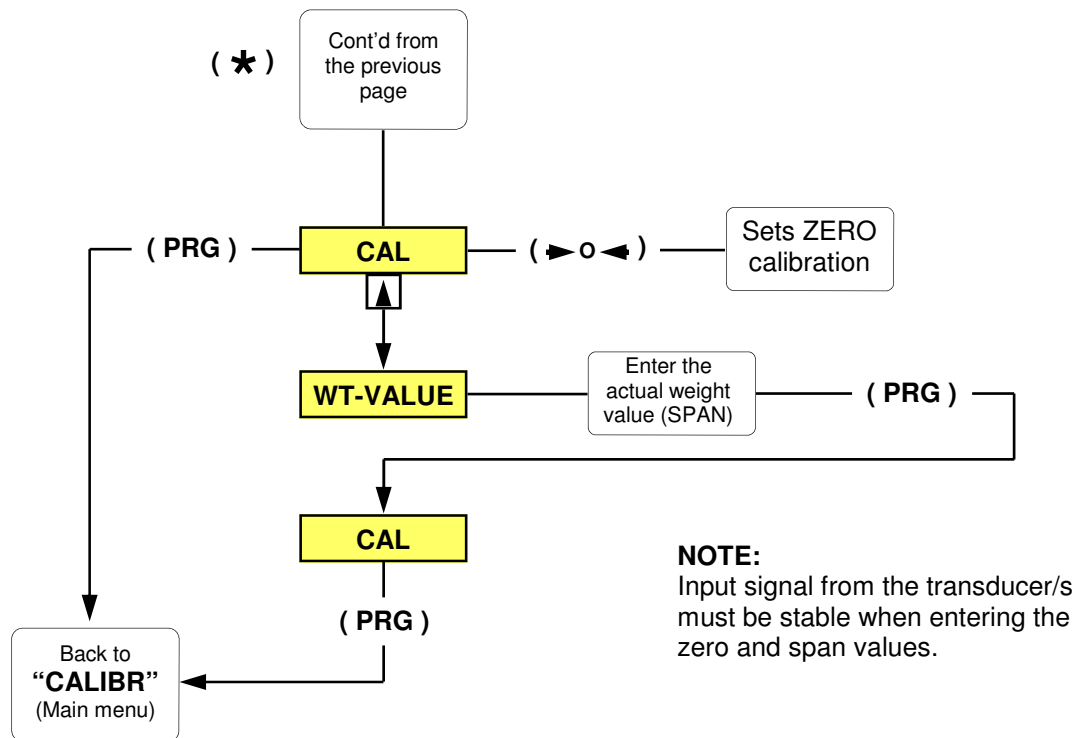 ( * )
Cont'd from
the previous
page
( PRG )
CAL
( ►o◄ )
Sets ZERO
calibration
WT-VALUE
Enter the
actual weight
value (SPAN)
( PRG )
CAL
( PRG )
NOTE:
Input signal from the transducer/s
must be stable when entering the
zero and span values.
Back to
“CALIBR”
(Main menu)